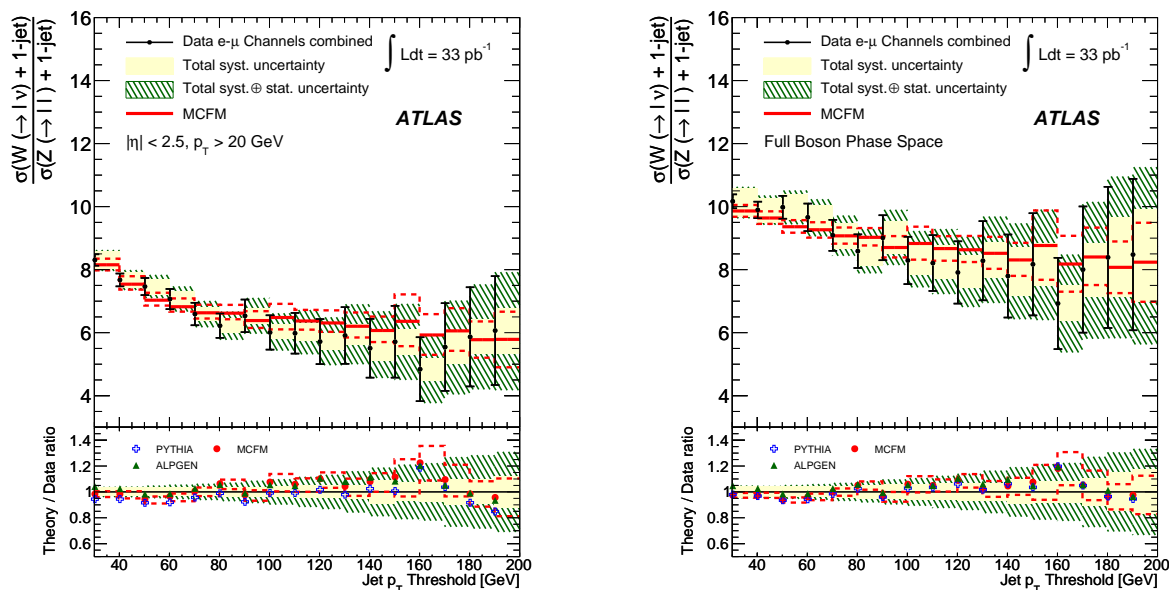 σ(W (→ l ν) + 1-jet)
σ(Z (→ l l ) + 1-jet)
16
14
12
10
8
6
4
Data e-μ Channels combined
∫ Ldt = 33 pb⁻¹
Total syst. uncertainty
Total syst.⊕ stat. uncertainty
MCFM
ATLAS
|η| < 2.5, p_T > 20 GeV
Theory / Data ratio
1.4
1.2
1
0.8
0.6
PYTHIA
MCFM
ALPGEN
40 60 80 100 120 140 160 180 200
Jet p_T Threshold [GeV]
σ(W (→ l ν) + 1-jet)
σ(Z (→ l l ) + 1-jet)
16
14
12
10
8
6
4
Data e-μ Channels combined
∫ Ldt = 33 pb⁻¹
Total syst. uncertainty
Total syst.⊕ stat. uncertainty
MCFM
ATLAS
Full Boson Phase Space
Theory / Data ratio
1.4
1.2
1
0.8
0.6
PYTHIA
MCFM
ALPGEN
40 60 80 100 120 140 160 180 200
Jet p_T Threshold [GeV]